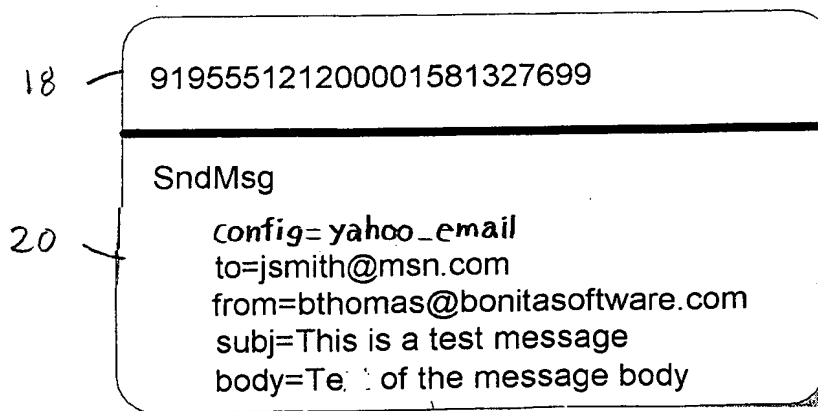 18
919555121200001581327699
SndMsg
20
config=yahoo_email
to=jsmith@msn.com
from=bthomas@bonitasoftware.com
subj=This is a test message
body= of the message body